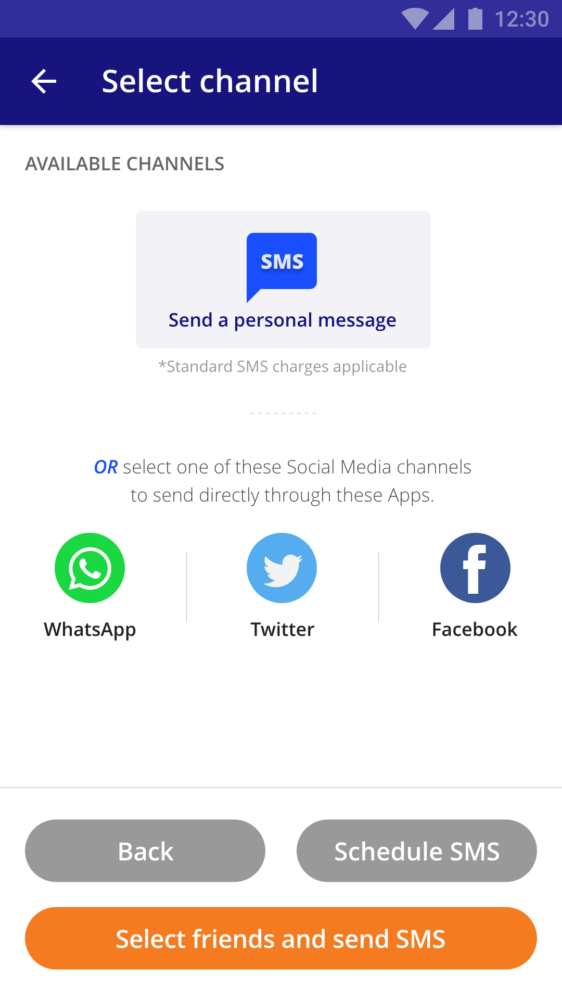 12:30
Select channel
AVAILABLE CHANNELS
SMS
Send a personal message
*Standard SMS charges applicable
OR select one of these Social Media channels
to send directly through these Apps.
WhatsApp
Twitter
Facebook
Back
Schedule SMS
Select friends and send SMS